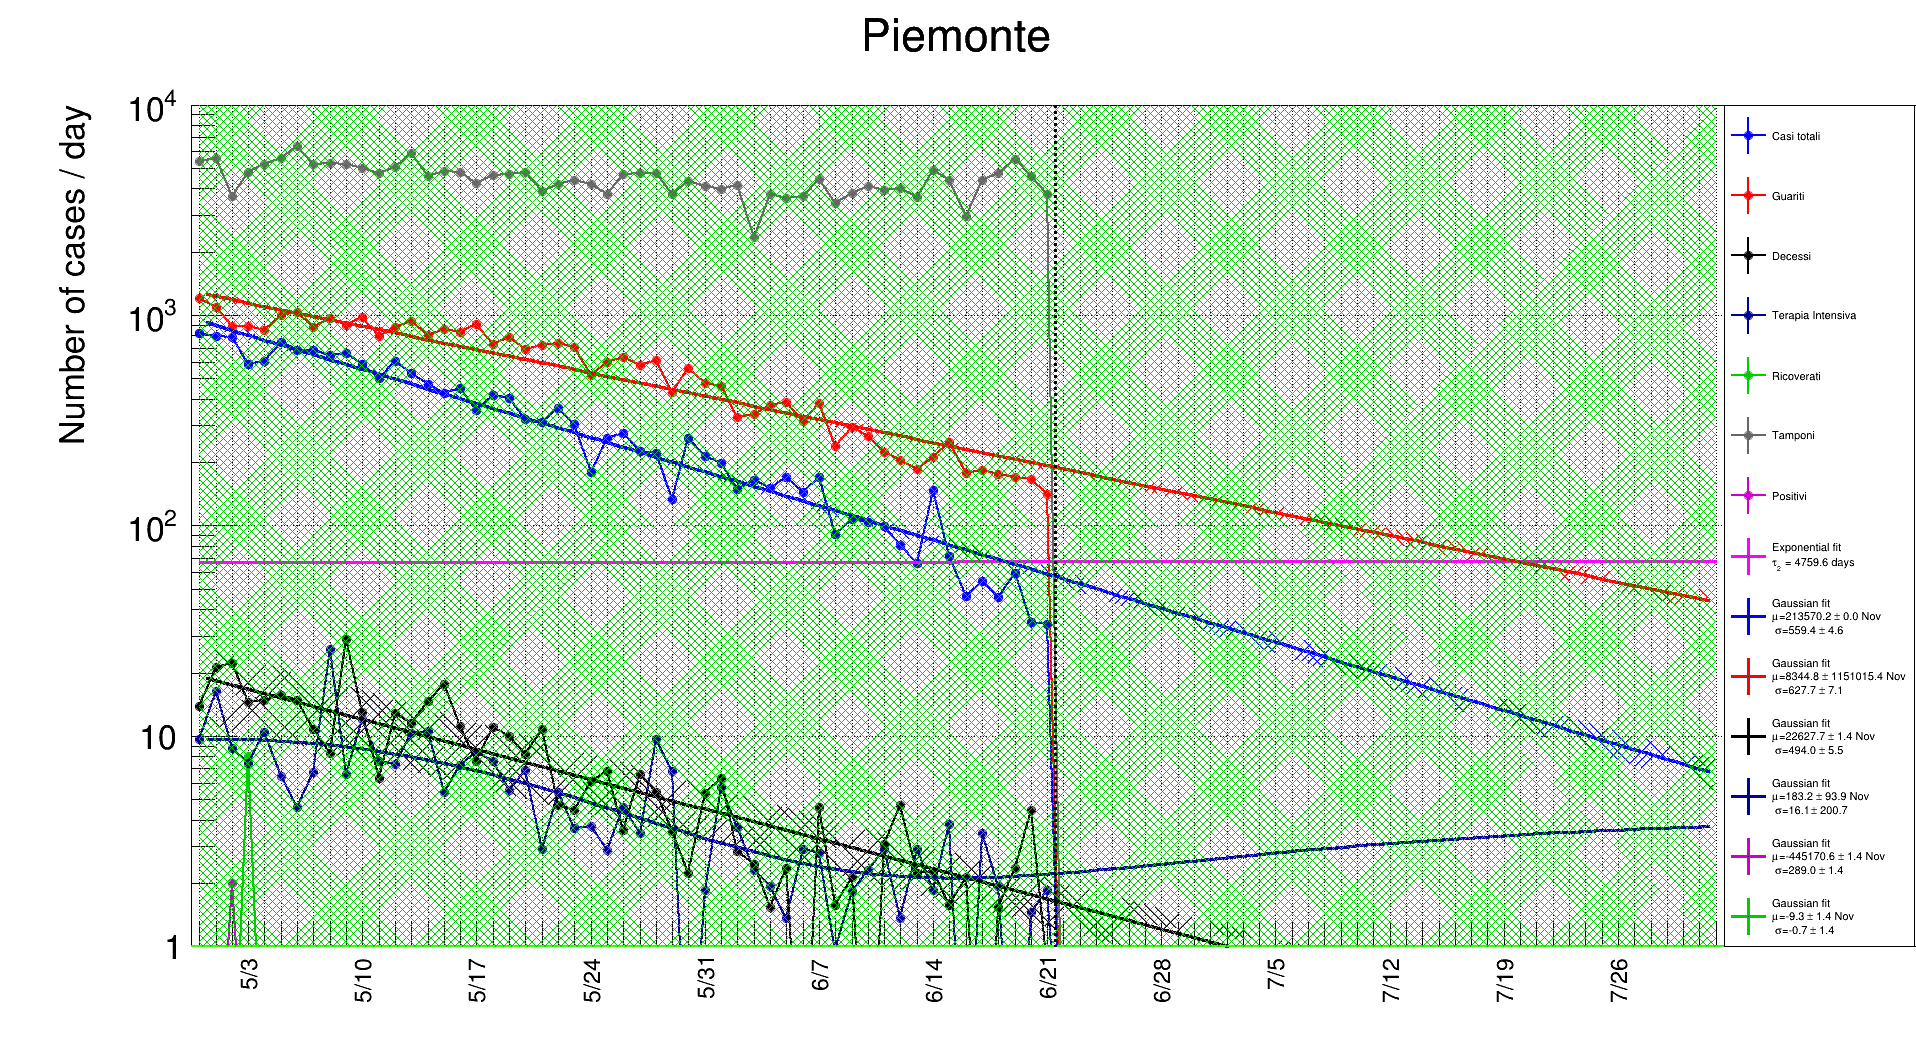 Piemonte
Number of cases / day
10⁴
10³
10²
10
1
5/3
5/10
5/17
5/24
5/31
6/7
6/14
6/21
6/28
7/5
7/12
7/19
7/26
Casi totali
Guariti
Decessi
Terapia Intensiva
Ricoverati
Tamponi
Positivi
Exponential fit
τ₂ = 4759.6 days
Gaussian fit
μ=213570.2 ± 0.0 Nov
σ=559.4 ± 4.6
Gaussian fit
μ=8344.8 ± 1151015.4 Nov
σ=627.7 ± 7.1
Gaussian fit
μ=22627.7 ± 1.4 Nov
σ=494.0 ± 5.5
Gaussian fit
μ=183.2 ± 93.9 Nov
σ=16.1 ± 200.7
Gaussian fit
μ=-445170.6 ± 1.4 Nov
σ=289.0 ± 1.4
Gaussian fit
μ=-9.3 ± 1.4 Nov
σ=-0.7 ± 1.4